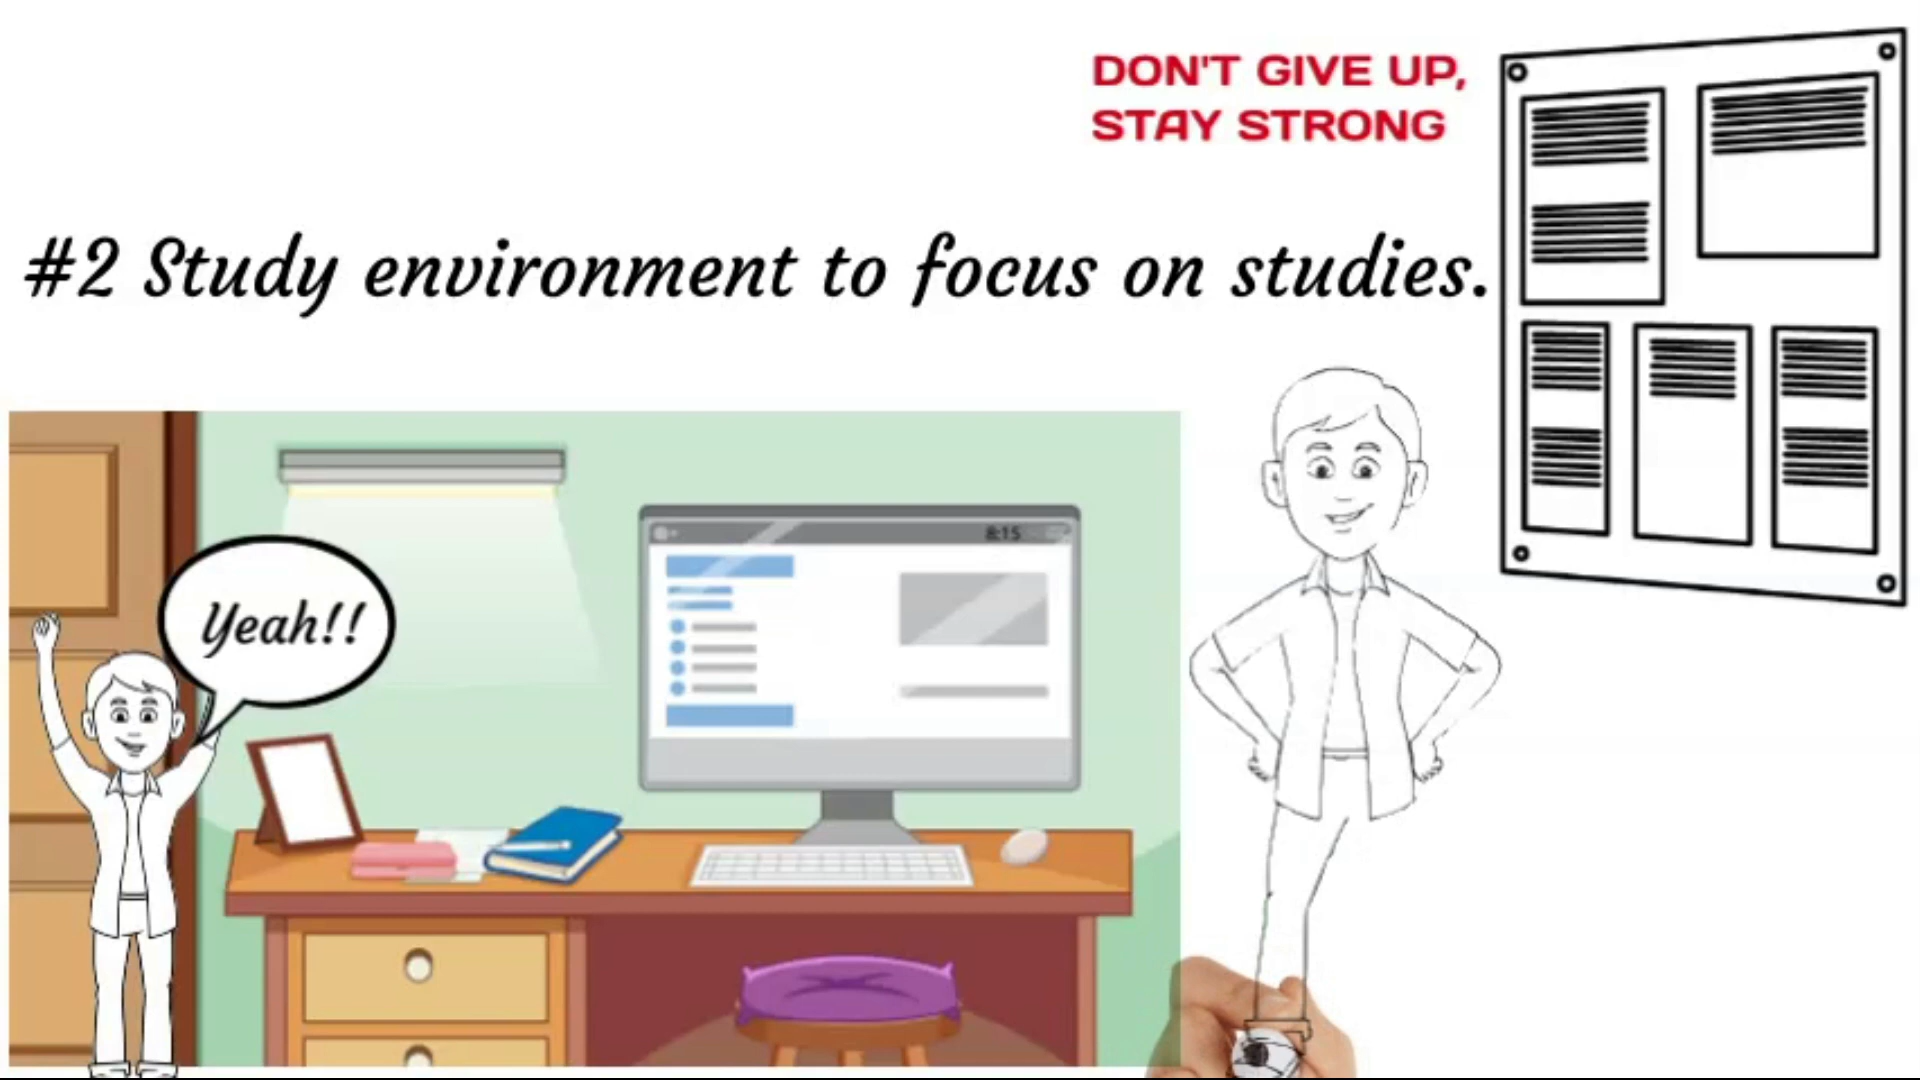 DON'T GIVE UP,
STAY STRONG
#2 Study environment to focus on studies.
Yeah!!
8:15